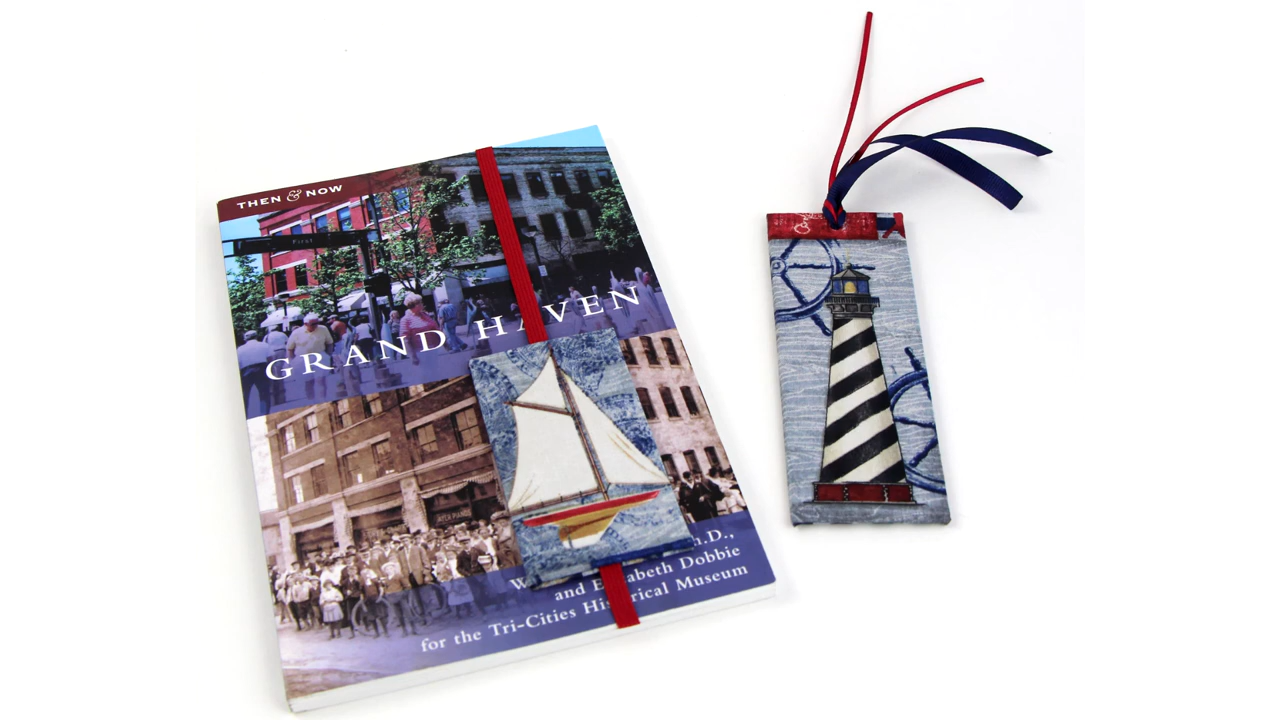 THEN & NOW
First
GRAND HAVEN
h.D.,
and Elizabeth Dobbie
for the Tri-Cities Historical Museum